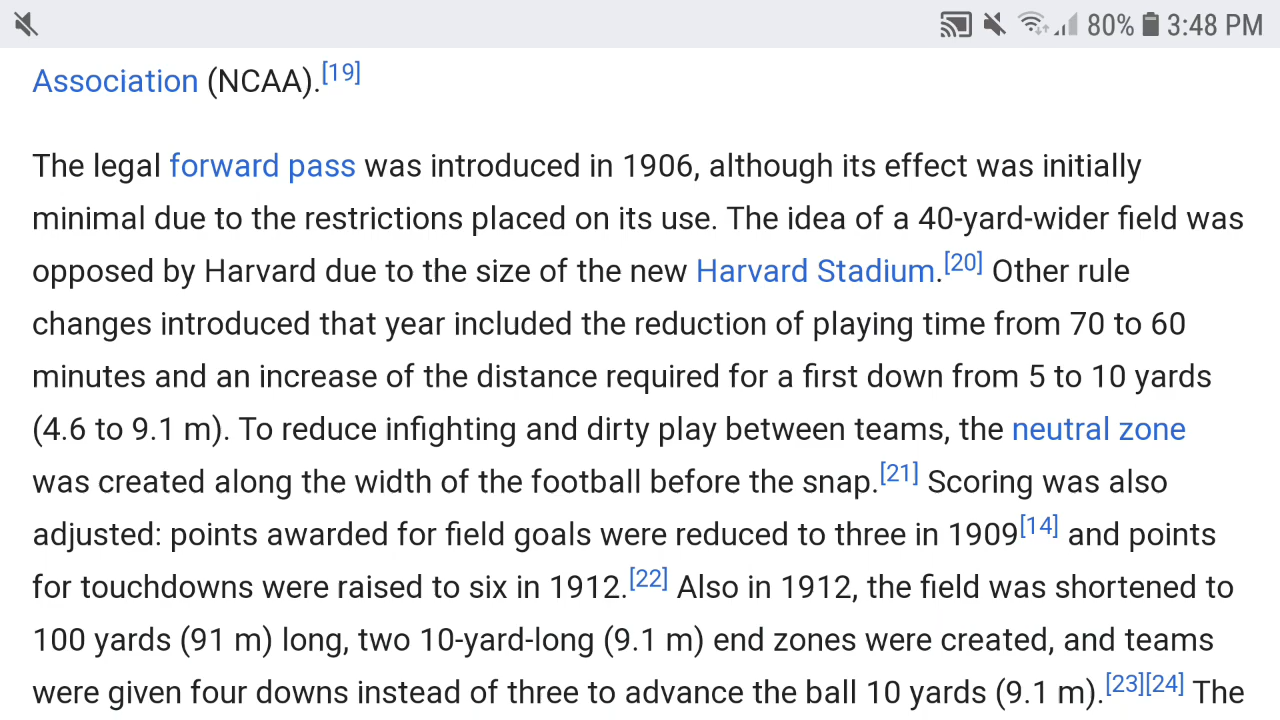 80% 3:48 PM
Association (NCAA).[19]
The legal forward pass was introduced in 1906, although its effect was initially
minimal due to the restrictions placed on its use. The idea of a 40-yard-wider field was
opposed by Harvard due to the size of the new Harvard Stadium.[20] Other rule
changes introduced that year included the reduction of playing time from 70 to 60
minutes and an increase of the distance required for a first down from 5 to 10 yards
(4.6 to 9.1 m). To reduce infighting and dirty play between teams, the neutral zone
was created along the width of the football before the snap.[21] Scoring was also
adjusted: points awarded for field goals were reduced to three in 1909[14] and points
for touchdowns were raised to six in 1912.[22] Also in 1912, the field was shortened to
100 yards (91 m) long, two 10-yard-long (9.1 m) end zones were created, and teams
were given four downs instead of three to advance the ball 10 yards (9.1 m).[23][24] The